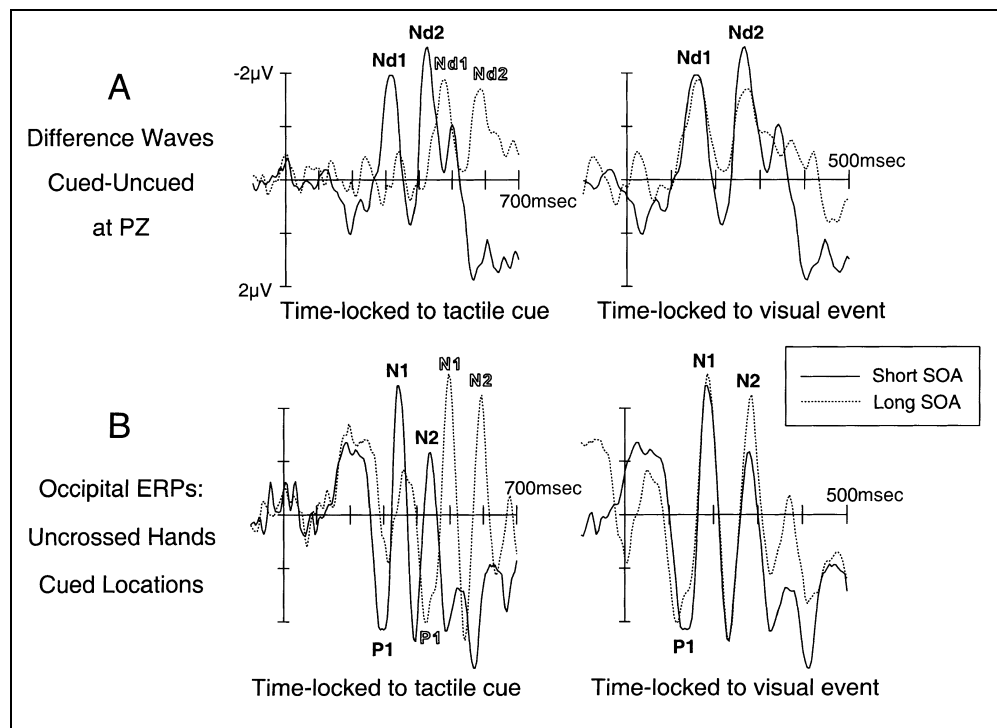 A
Difference Waves
Cued-Uncued
at PZ
-2µV
2µV
Nd1
Nd2
Nd1
Nd2
700msec
Time-locked to tactile cue
Nd1
Nd2
500msec
Time-locked to visual event
B
Occipital ERPs:
Uncrossed Hands
Cued Locations
N1
N2
N1
N2
P1
P1
700msec
Time-locked to tactile cue
N1
N2
P1
500msec
Time-locked to visual event
Short SOA
Long SOA